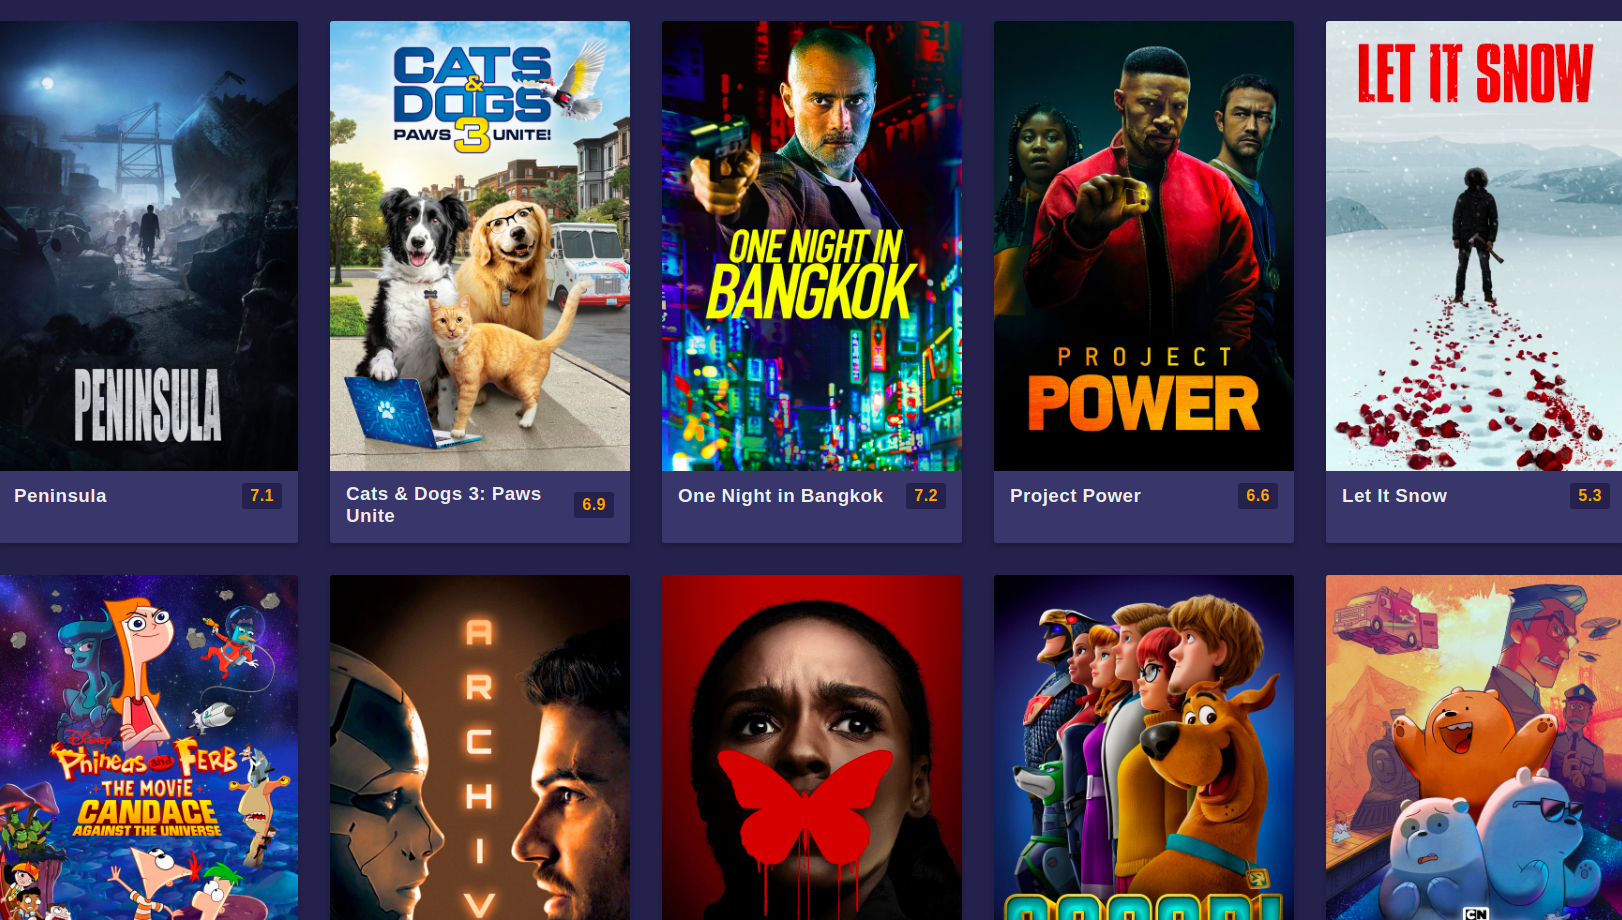 CATS
&
DOGS
PAWS 3 UNITE!
LET IT SNOW
ONE NIGHT IN
BANGKOK
PROJECT
POWER
PENINSULA
Peninsula
7.1
Cats & Dogs 3: Paws
Unite
6.9
One Night in Bangkok
7.2
Project Power
6.6
Let It Snow
5.3
Disney
Phineas and Ferb
THE MOVIE
CANDACE
AGAINST THE UNIVERSE
ARCHIV
CN